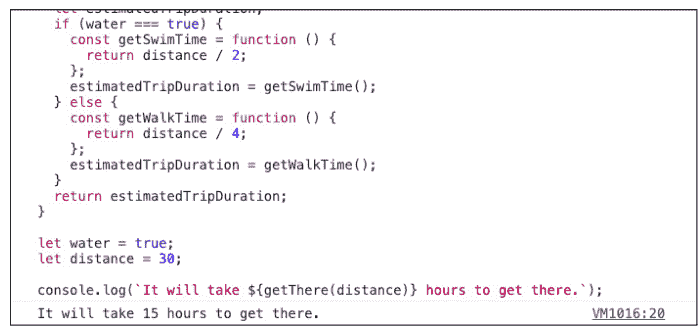 let estimatedTripDuration;
if (water === true) {
const getSwimTime = function () {
return distance / 2;
};
estimatedTripDuration = getSwimTime();
} else {
const getWalkTime = function () {
return distance / 4;
};
estimatedTripDuration = getWalkTime();
}
return estimatedTripDuration;
}
let water = true;
let distance = 30;
console.log(`It will take ${getThere(distance)} hours to get there.`);
It will take 15 hours to get there. VM1016:20